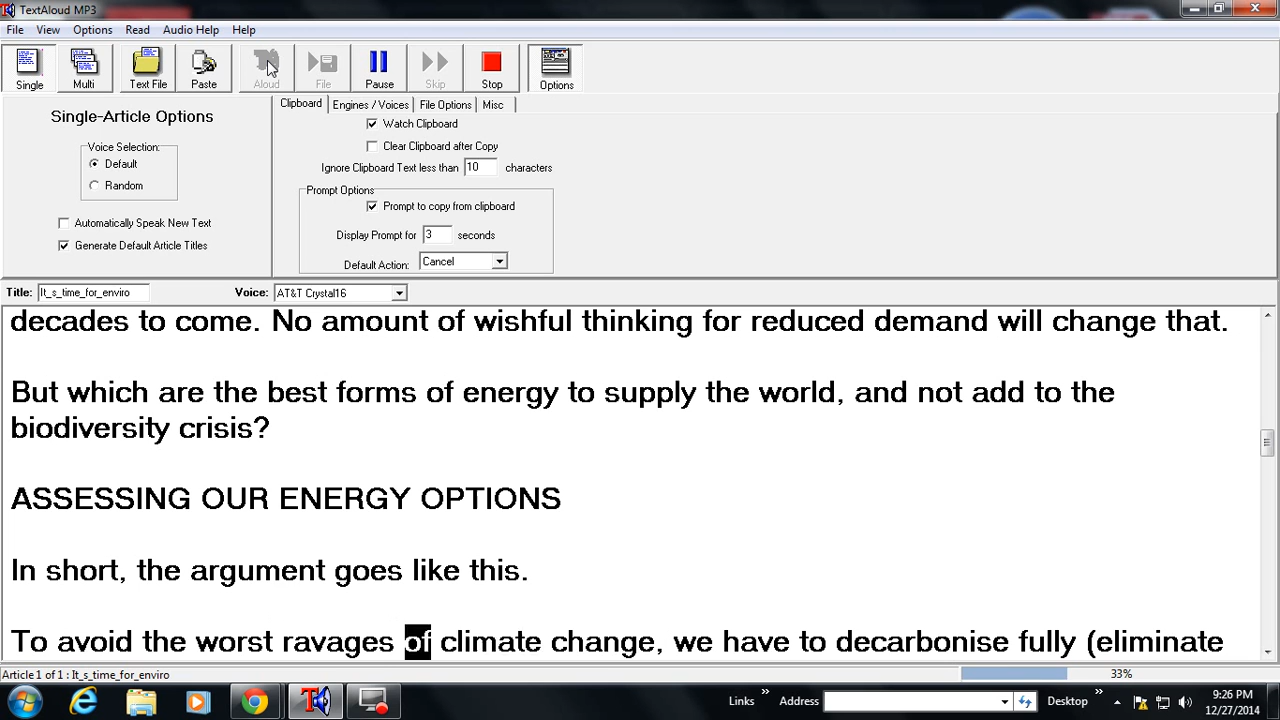 TextAloud MP3
File View Options Read Audio Help Help
Single Multi Text File Paste Aloud File Pause Skip Stop Options
Clipboard Engines / Voices File Options Misc
Single-Article Options
Voice Selection:
Default
Random
Automatically Speak New Text
Generate Default Article Titles
Watch Clipboard
Clear Clipboard after Copy
Ignore Clipboard Text less than 10 characters
Prompt Options
Prompt to copy from clipboard
Display Prompt for 3 seconds
Default Action: Cancel
Title: It_s_time_for_enviro Voice: AT&T Crystal16
decades to come. No amount of wishful thinking for reduced demand will change that.
But which are the best forms of energy to supply the world, and not add to the
biodiversity crisis?
ASSESSING OUR ENERGY OPTIONS
In short, the argument goes like this.
To avoid the worst ravages of climate change, we have to decarbonise fully (eliminate
Article 1 of 1 : It_s_time_for_enviro 33%
Links » Address Desktop » 9:26 PM
12/27/2014